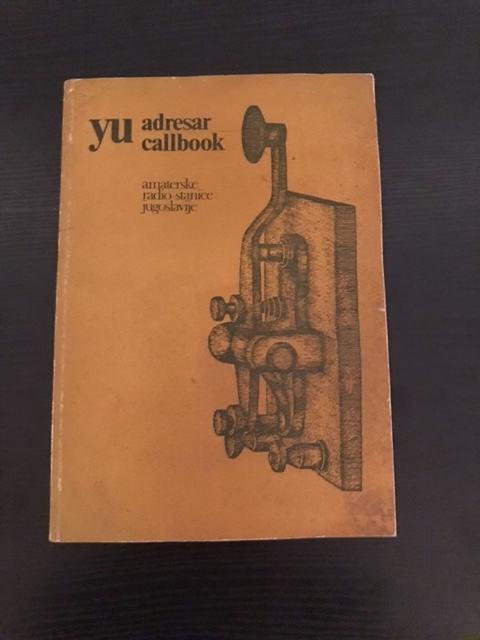 yu adresar
callbook
amaterske
radio-stanice
jugoslavije